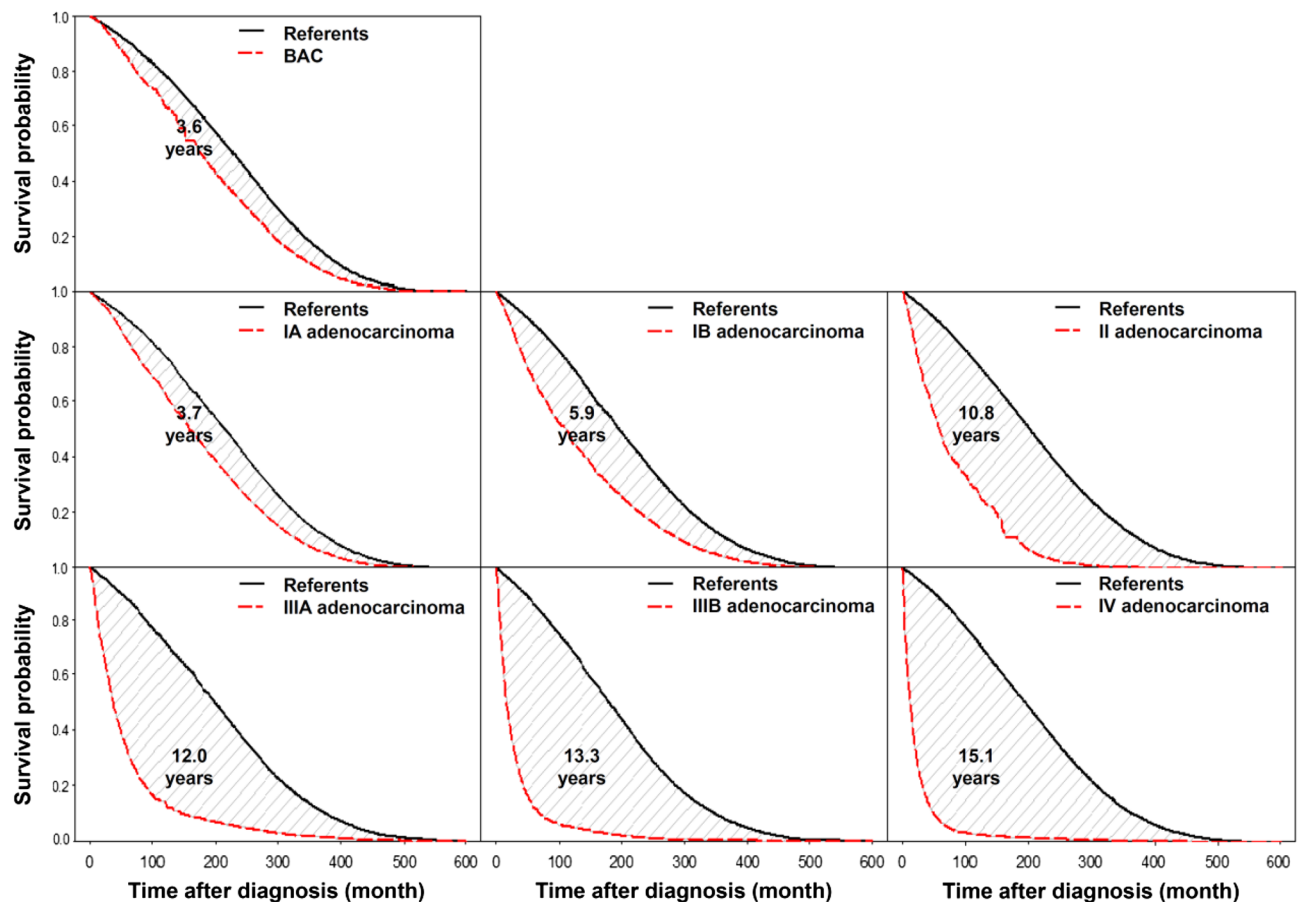 Survival probability
1.0
0.8
0.6
0.4
0.2
Referents
BAC
3.6
years
Survival probability
1.0
0.8
0.6
0.4
0.2
Referents
IA adenocarcinoma
3.7
years
1.0
Referents
IB adenocarcinoma
5.9
years
1.0
Referents
II adenocarcinoma
10.8
years
Survival probability
1.0
0.8
0.6
0.4
0.2
0.0
Referents
IIIA adenocarcinoma
12.0
years
Referents
IIIB adenocarcinoma
13.3
years
Referents
IV adenocarcinoma
15.1
years
0 100 200 300 400 500 600
0 100 200 300 400 500 600
0 100 200 300 400 500 600
Time after diagnosis (month)
Time after diagnosis (month)
Time after diagnosis (month)